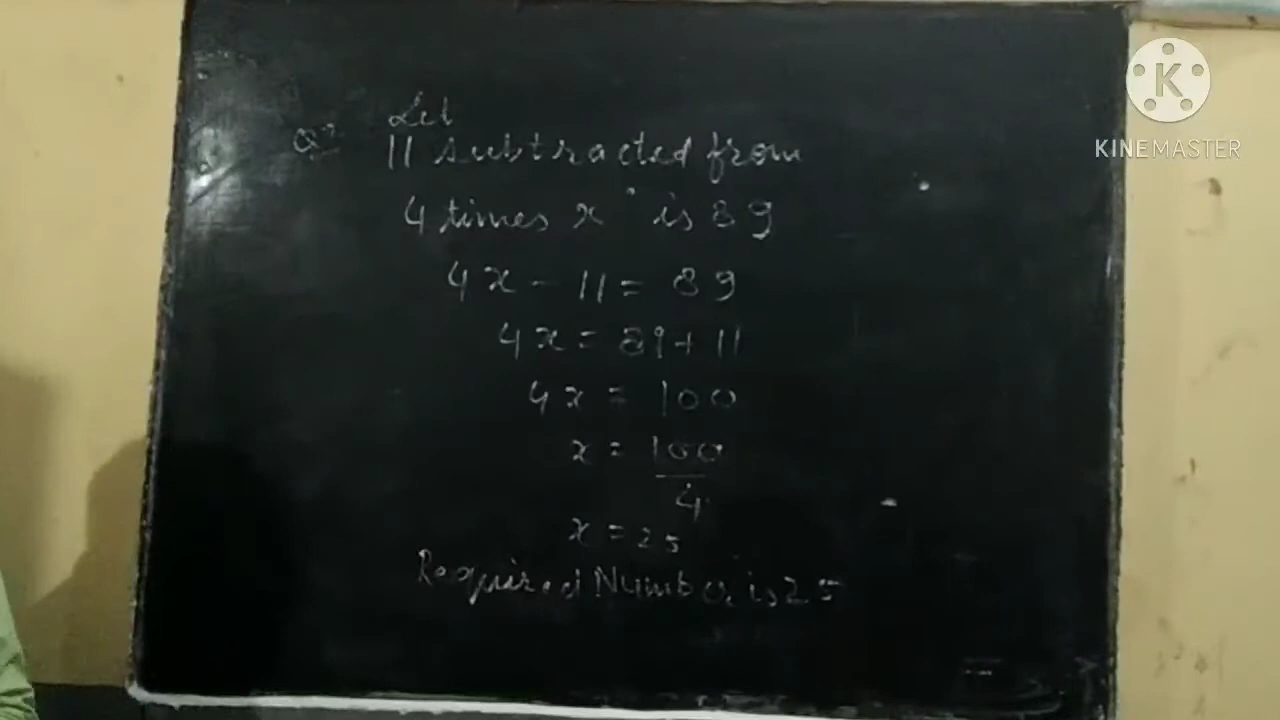 Let
Q2 11 subtracted from
4 times x is 89
4x - 11 = 89
4x = 89 + 11
4x = 100
x = 100
4
x = 25
Required Number is 25
K
KINEMASTER